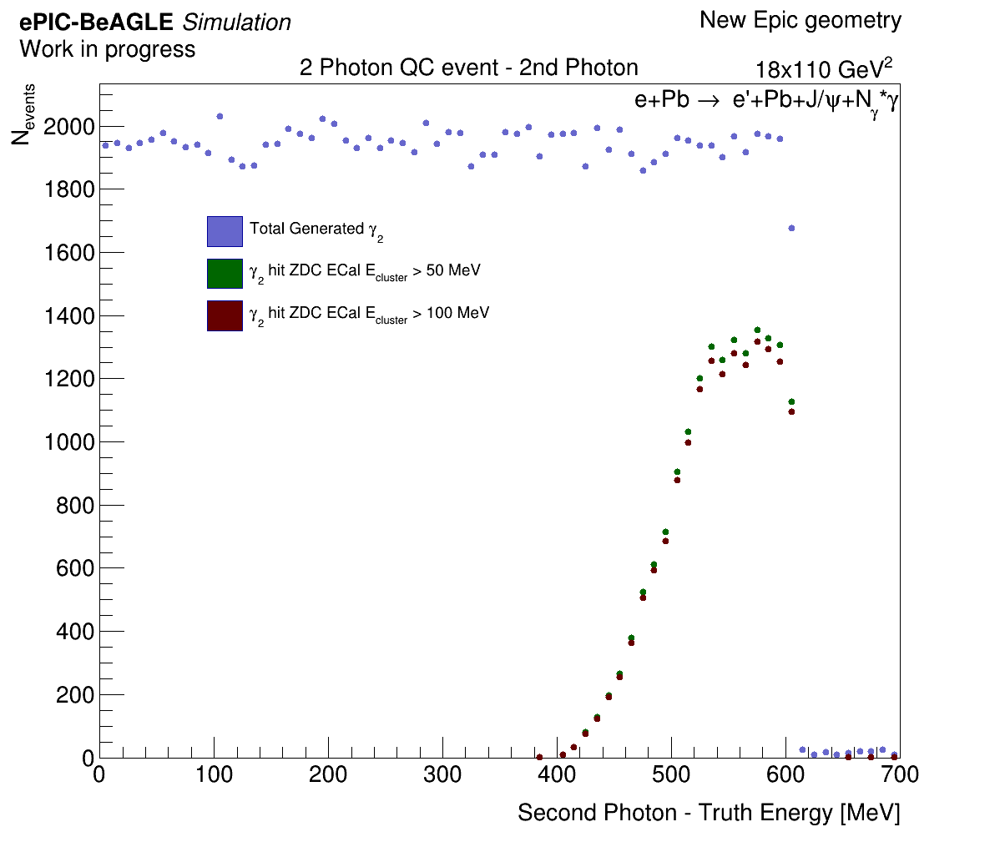 ePIC-BeAGLE Simulation
New Epic geometry
Work in progress
2 Photon QC event - 2nd Photon
18x110 GeV²
e+Pb → e'+Pb+J/ψ+Nγ*γ
Nevents
2000
1800
1600
1400
1200
1000
800
600
400
200
0
Total Generated γ₂
γ₂ hit ZDC ECal Ecluster > 50 MeV
γ₂ hit ZDC ECal Ecluster > 100 MeV
0 100 200 300 400 500 600 700
Second Photon - Truth Energy [MeV]